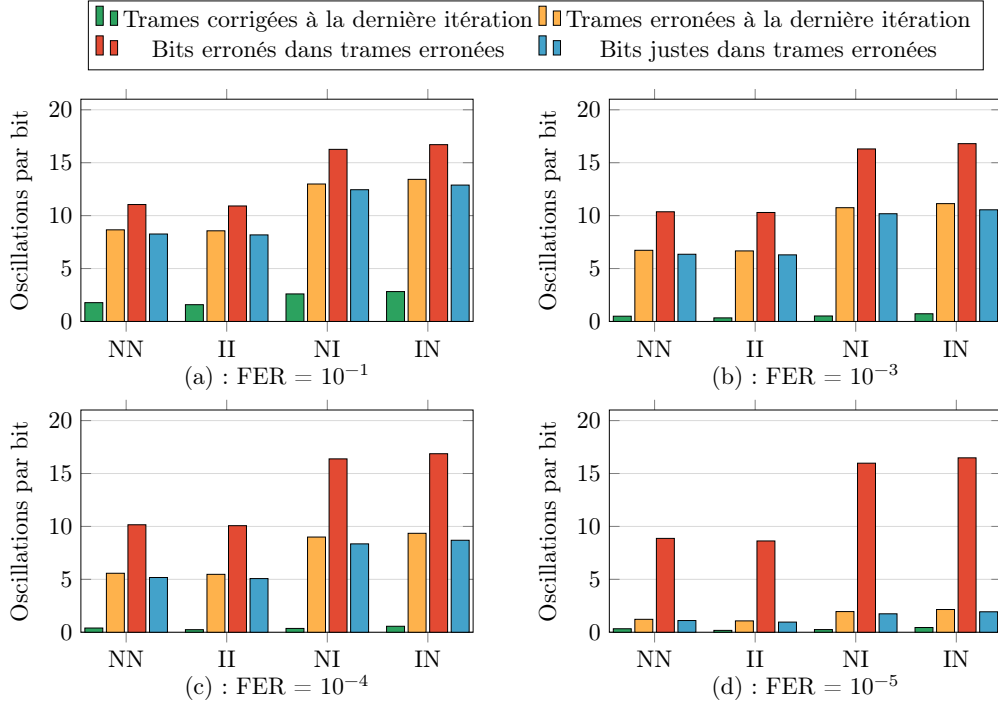 Trames corrigées à la dernière itération Trames erronées à la dernière itération
Bits erronés dans trames erronées Bits justes dans trames erronées
Oscillations par bit
20
15
10
5
0
NN II NI IN
(a) : FER = 10⁻¹
Oscillations par bit
20
15
10
5
0
NN II NI IN
(b) : FER = 10⁻³
Oscillations par bit
20
15
10
5
0
NN II NI IN
(c) : FER = 10⁻⁴
Oscillations par bit
20
15
10
5
0
NN II NI IN
(d) : FER = 10⁻⁵